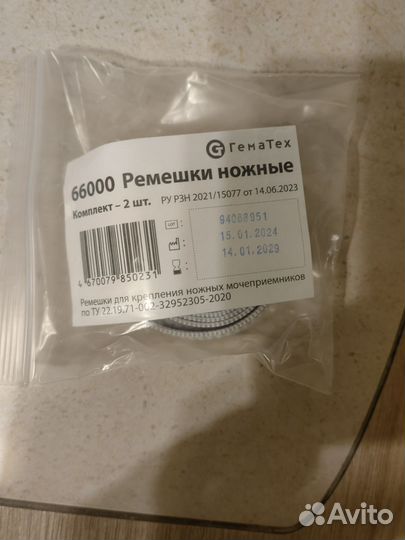 ГемаТех
66000 Ремешки ножные
Комплект – 2 шт. РУ РЗН 2021/15077 от 14.06.2023
LOT : 94068951
: 15.01.2024
: 14.01.2029
4 670079 850231
Ремешки для крепления ножных мочеприемников
по ТУ 22.19.71-002-32952305-2020
Avito